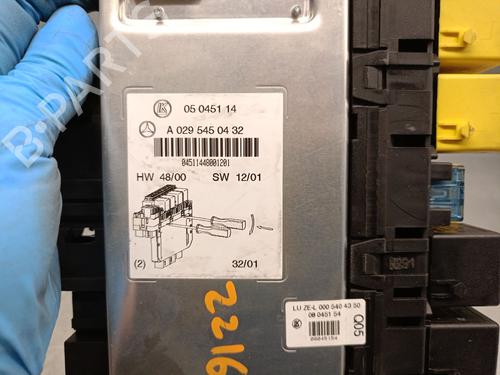 B-PARTS
05 0451 14
A 029 545 04 32
04511448001201
HW 48/00 SW 12/01
(2) 32/01
2216
LU ZE-L 000 540 43 50
00 0451 54
Q05